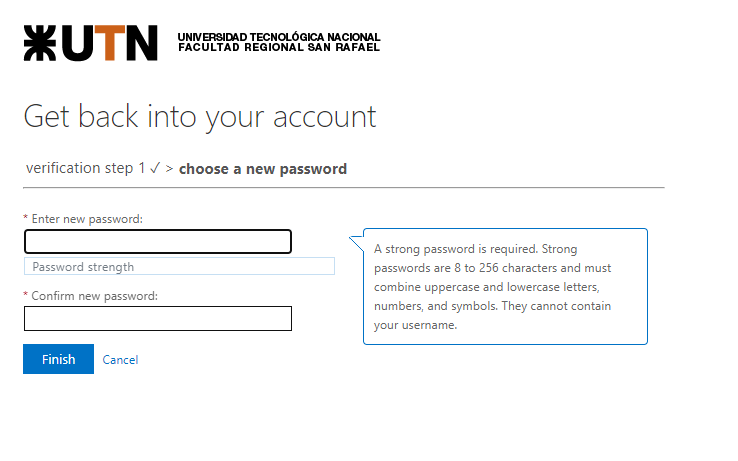 UTN
UNIVERSIDAD TECNOLÓGICA NACIONAL
FACULTAD REGIONAL SAN RAFAEL
Get back into your account
verification step 1 ✓ > choose a new password
* Enter new password:
Password strength
A strong password is required. Strong
passwords are 8 to 256 characters and must
combine uppercase and lowercase letters,
numbers, and symbols. They cannot contain
your username.
* Confirm new password:
Finish Cancel